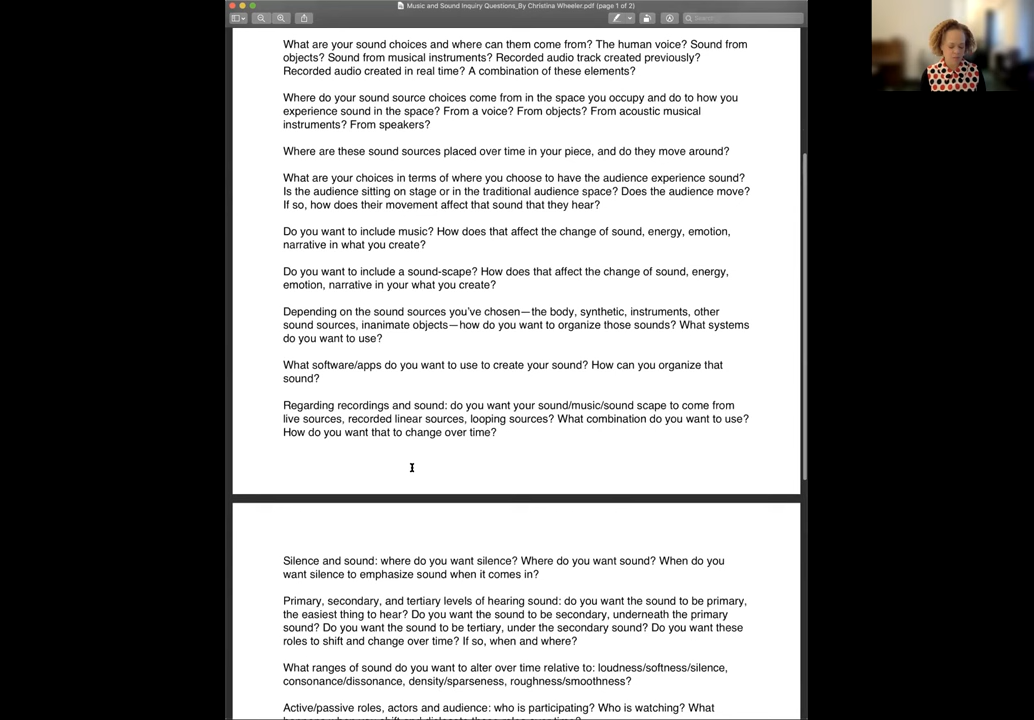 Music and Sound Inquiry Questions_By Christina Wheeler.pdf (page 1 of 2)
Search
What are your sound choices and where can them come from? The human voice? Sound from
objects? Sound from musical instruments? Recorded audio track created previously?
Recorded audio created in real time? A combination of these elements?
Where do your sound source choices come from in the space you occupy and do to how you
experience sound in the space? From a voice? From objects? From acoustic musical
instruments? From speakers?
Where are these sound sources placed over time in your piece, and do they move around?
What are your choices in terms of where you choose to have the audience experience sound?
Is the audience sitting on stage or in the traditional audience space? Does the audience move?
If so, how does their movement affect that sound that they hear?
Do you want to include music? How does that affect the change of sound, energy, emotion,
narrative in what you create?
Do you want to include a sound-scape? How does that affect the change of sound, energy,
emotion, narrative in your what you create?
Depending on the sound sources you've chosen—the body, synthetic, instruments, other
sound sources, inanimate objects—how do you want to organize those sounds? What systems
do you want to use?
What software/apps do you want to use to create your sound? How can you organize that
sound?
Regarding recordings and sound: do you want your sound/music/sound scape to come from
live sources, recorded linear sources, looping sources? What combination do you want to use?
How do you want that to change over time?
Silence and sound: where do you want silence? Where do you want sound? When do you
want silence to emphasize sound when it comes in?
Primary, secondary, and tertiary levels of hearing sound: do you want the sound to be primary,
the easiest thing to hear? Do you want the sound to be secondary, underneath the primary
sound? Do you want the sound to be tertiary, under the secondary sound? Do you want these
roles to shift and change over time? If so, when and where?
What ranges of sound do you want to alter over time relative to: loudness/softness/silence,
consonance/dissonance, density/sparseness, roughness/smoothness?
Active/passive roles, actors and audience: who is participating? Who is watching? What